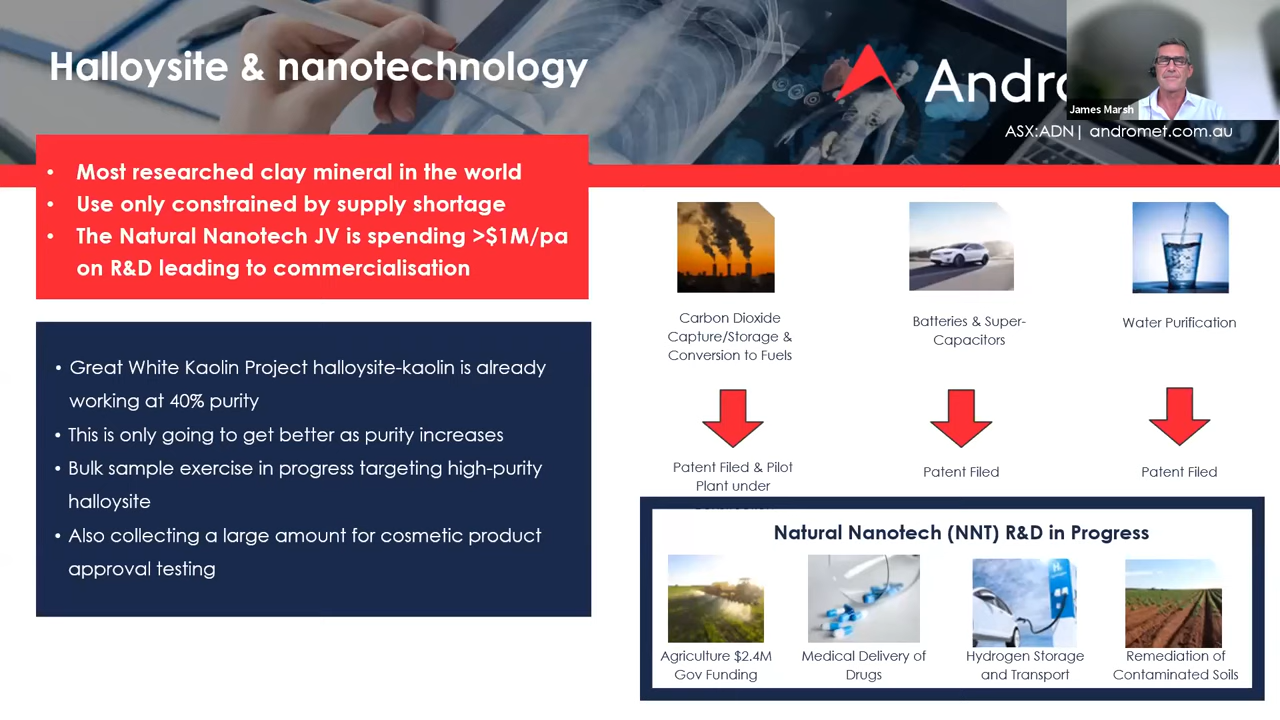 Halloysite & nanotechnology
James Marsh
ASX:ADN| andromet.com.au
• Most researched clay mineral in the world
• Use only constrained by supply shortage
• The Natural Nanotech JV is spending >$1M/pa
on R&D leading to commercialisation
• Great White Kaolin Project halloysite-kaolin is already
working at 40% purity
• This is only going to get better as purity increases
• Bulk sample exercise in progress targeting high-purity
halloysite
• Also collecting a large amount for cosmetic product
approval testing
Carbon Dioxide
Capture/Storage &
Conversion to Fuels
Batteries & Super-
Capacitors
Water Purification
Patent Filed & Pilot
Plant under
Patent Filed
Patent Filed
Natural Nanotech (NNT) R&D in Progress
Agriculture $2.4M
Gov Funding
Medical Delivery of
Drugs
Hydrogen Storage
and Transport
Remediation of
Contaminated Soils